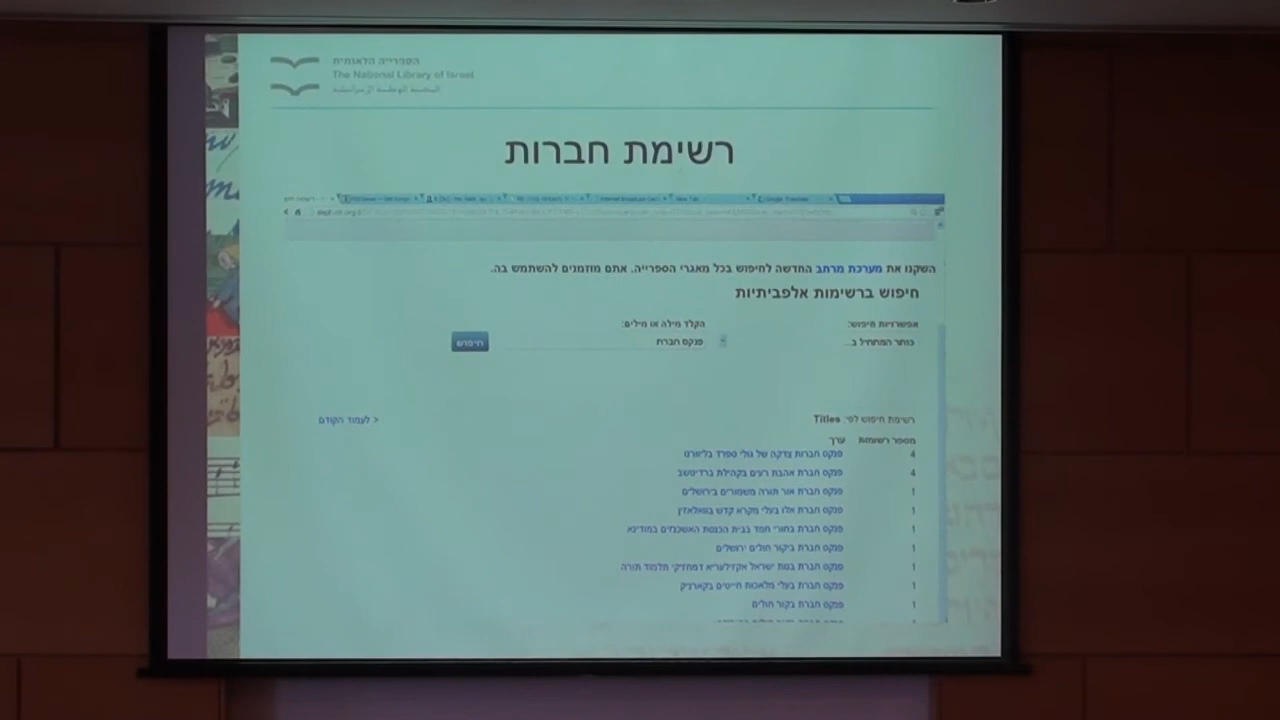 הספרייה הלאומית
The National Library of Israel
רשימת חברות
השקנו את מערכת מרחב החדשה לחיפוש בכל מאגרי הספרייה. אתם מוזמנים להשתמש בה.
חיפוש ברשימות אלפביתיות
אפשרויות חיפוש: הקלד מילה או מילים:
כותר המתחיל ב... פנקס חברת חיפוש
רשימת חיפוש לפי: Titles < לעמוד הקודם
מספר רשומות ערך
4 פנקס חברות צדקה של גולי ספרד בליוורנו
4 פנקס חברת אהבת רעים בקהילת ברדיטשב
1 פנקס חברת אור תורה משמורים בירושלים
1 פנקס חברת אלו בעלי מקרא קדש בוואלאזין
1 פנקס חברת בחורי חמד בבית הכנסת האשכנזים במודינא
1 פנקס חברת ביקור חולים ירושלים
1 פנקס חברת בנות ישראל דמחזיקי תלמוד תורה
1 פנקס חברת בעלי מלאכות חייטים בקארניק
1 פנקס חברת בקור חולים